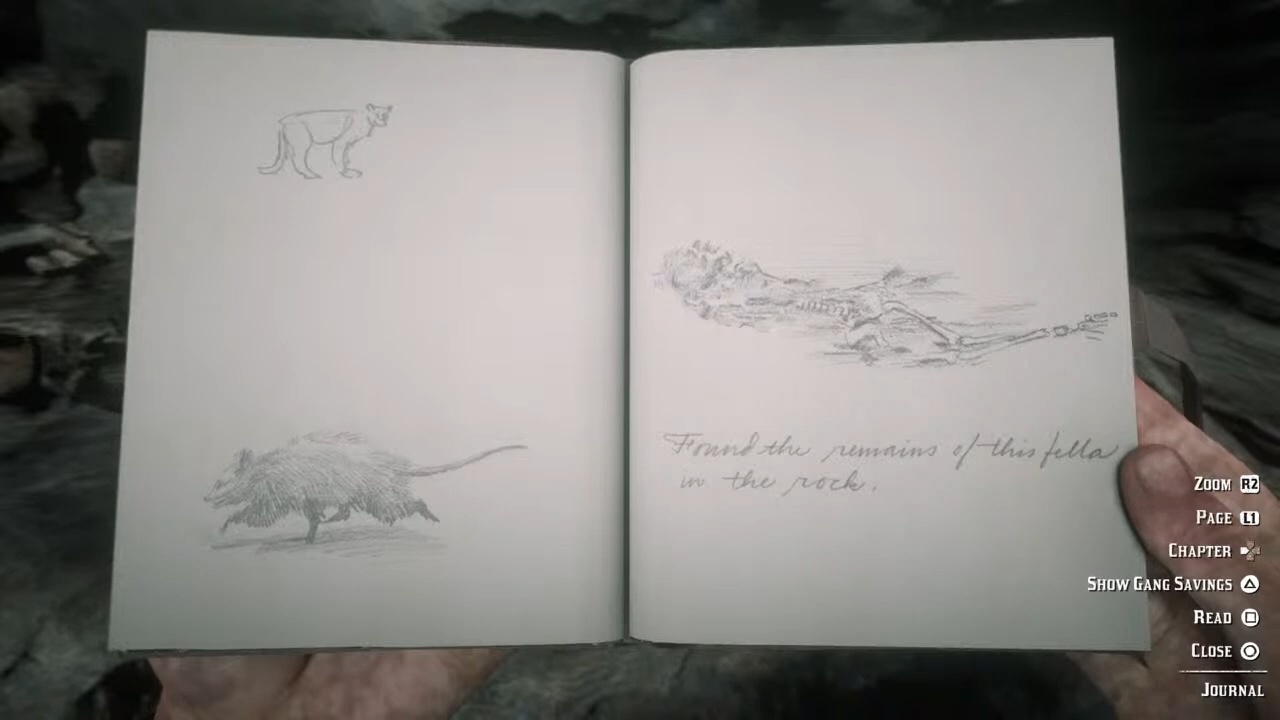 Found the remains of this fella
in the rock.
ZOOM R2
PAGE L1
CHAPTER
SHOW GANG SAVINGS
READ
CLOSE
JOURNAL